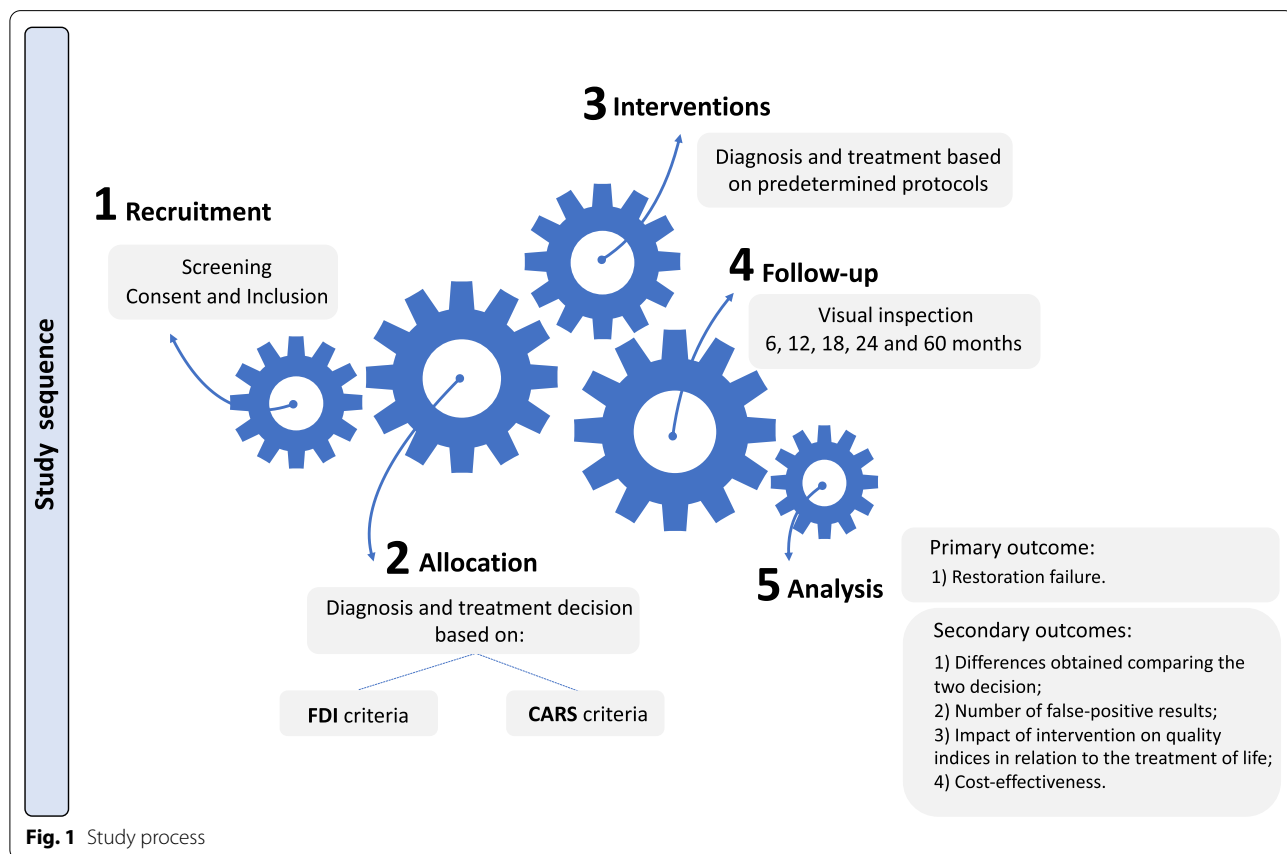 Study sequence
1 Recruitment
Screening
Consent and Inclusion
2 Allocation
Diagnosis and treatment decision
based on:
FDI criteria
CARS criteria
3 Interventions
Diagnosis and treatment based
on predetermined protocols
4 Follow-up
Visual inspection
6, 12, 18, 24 and 60 months
5 Analysis
Primary outcome:
1) Restoration failure.
Secondary outcomes:
1) Differences obtained comparing the
two decision;
2) Number of false-positive results;
3) Impact of intervention on quality
indices in relation to the treatment of life;
4) Cost-effectiveness.
Fig. 1 Study process